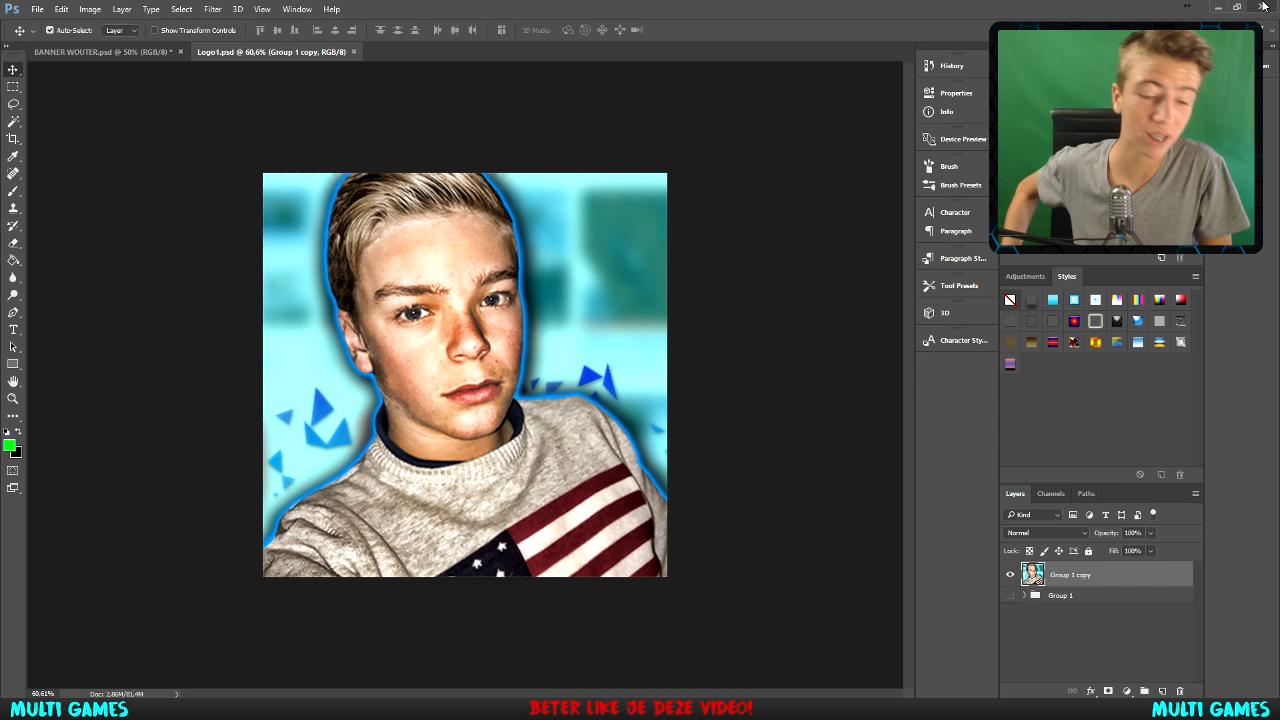 Ps File Edit Image Layer Type Select Filter 3D View Window Help
Auto-Select: Layer Show Transform Controls
BANNER WOUTER.psd @ 50% (RGB/8) * × Logo1.psd @ 60,6% (Group 1 copy, RGB/8) ×
History
Properties
Info
Device Preview
Brush
Brush Presets
Character
Paragraph
Paragraph St...
Tool Presets
3D
Character Sty...
Adjustments Styles
Layers Channels Paths
Kind
Normal Opacity: 100%
Lock: Fill: 100%
Group 1 copy
Group 1
60,61% Doc: 2,86M/81,4M
MULTI GAMES BETER LIKE JE DEZE VIDEO! MULTI GAMES